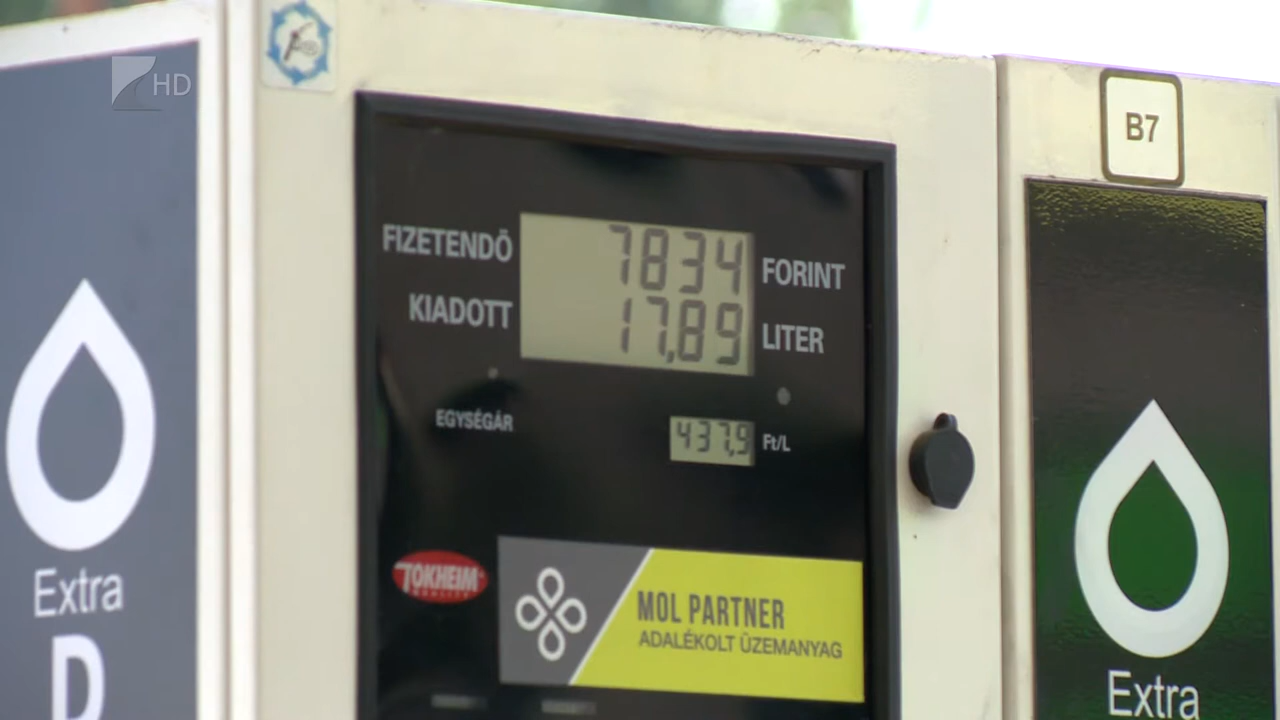 HD
B7
FIZETENDŐ 7834 FORINT
KIADOTT 17,89 LITER
EGYSÉGÁR 437,9 Ft/L
TOKHEIM
MOL PARTNER
ADALÉKOLT ÜZEMANYAG
Extra
D
Extra